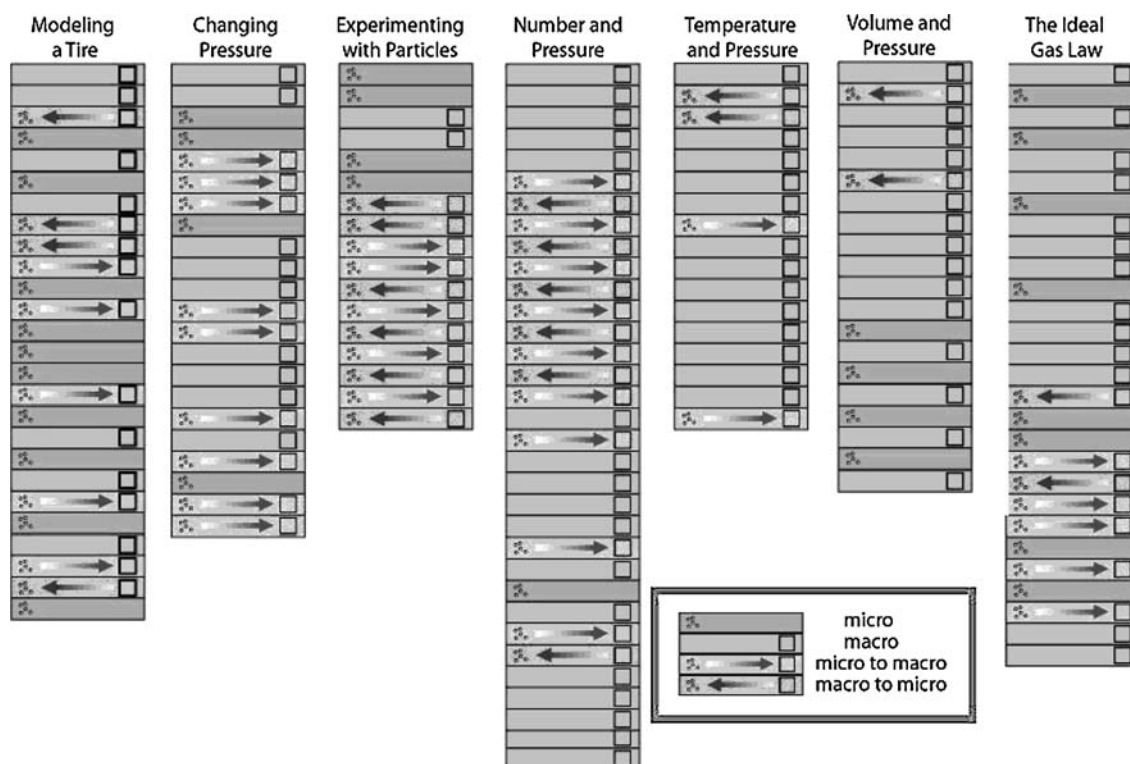 Modeling
a Tire
Changing
Pressure
Experimenting
with Particles
Number and
Pressure
Temperature
and Pressure
Volume and
Pressure
The Ideal
Gas Law
micro
macro
micro to macro
macro to micro